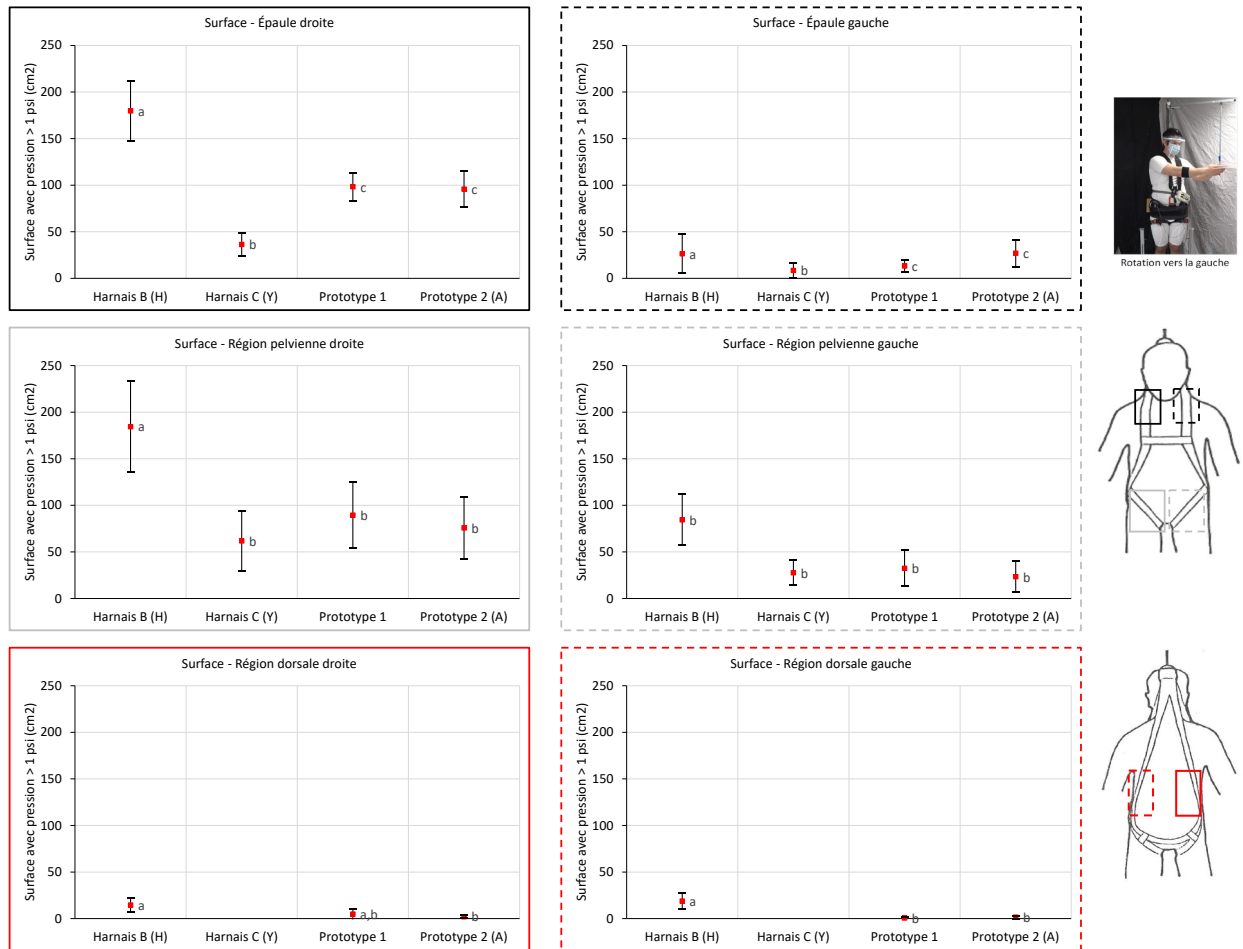 Surface - Épaule droite
Surface avec pression > 1 psi (cm2)
250
200
150
100
50
0
a
b
c
c
Harnais B (H) Harnais C (Y) Prototype 1 Prototype 2 (A)
Surface - Épaule gauche
Surface avec pression > 1 psi (cm2)
250
200
150
100
50
0
a
b
c
c
Harnais B (H) Harnais C (Y) Prototype 1 Prototype 2 (A)
Rotation vers la gauche
Surface - Région pelvienne droite
Surface avec pression > 1 psi (cm2)
250
200
150
100
50
0
a
b
b
b
Harnais B (H) Harnais C (Y) Prototype 1 Prototype 2 (A)
Surface - Région pelvienne gauche
Surface avec pression > 1 psi (cm2)
250
200
150
100
50
0
b
b
b
b
Harnais B (H) Harnais C (Y) Prototype 1 Prototype 2 (A)
Surface - Région dorsale droite
Surface avec pression > 1 psi (cm2)
250
200
150
100
50
0
a
a,b
b
Harnais B (H) Harnais C (Y) Prototype 1 Prototype 2 (A)
Surface - Région dorsale gauche
Surface avec pression > 1 psi (cm2)
250
200
150
100
50
0
a
b
b
Harnais B (H) Harnais C (Y) Prototype 1 Prototype 2 (A)